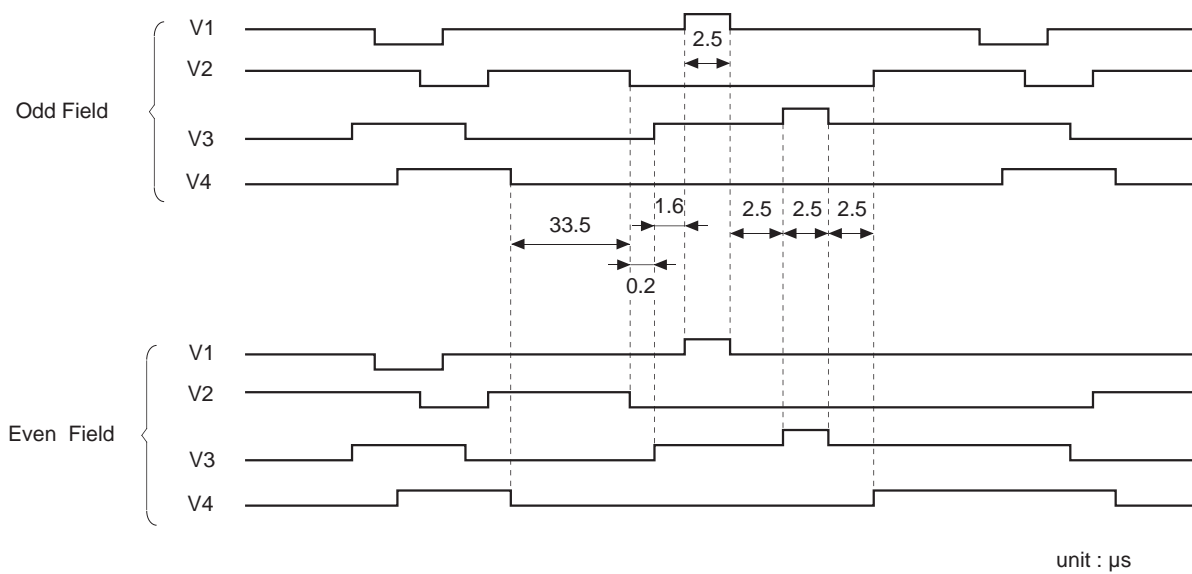 V1
2.5
V2
Odd Field
V3
V4
1.6
2.5 2.5 2.5
33.5
0.2
V1
V2
Even Field
V3
V4
unit : µs